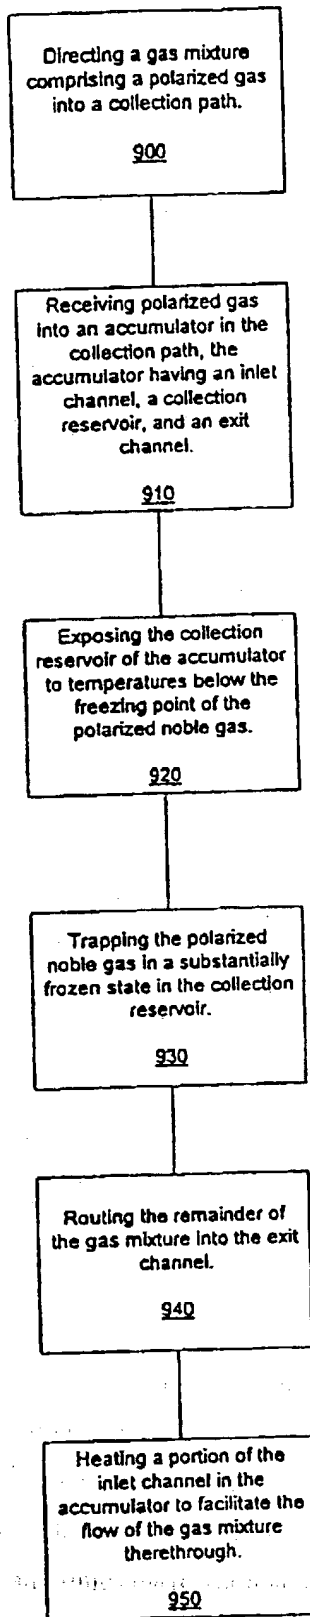 Directing a gas mixture
comprising a polarized gas
into a collection path.
900
Receiving polarized gas
into an accumulator in the
collection path, the
accumulator having an inlet
channel, a collection
reservoir, and an exit
channel.
910
Exposing the collection
reservoir of the accumulator
to temperatures below the
freezing point of the
polarized noble gas.
920
Trapping the polarized
noble gas in a substantially
frozen state in the collection
reservoir.
930
Routing the remainder of
the gas mixture into the exit
channel.
940
Heating a portion of the
inlet channel in the
accumulator to facilitate the
flow of the gas mixture
therethrough.
950